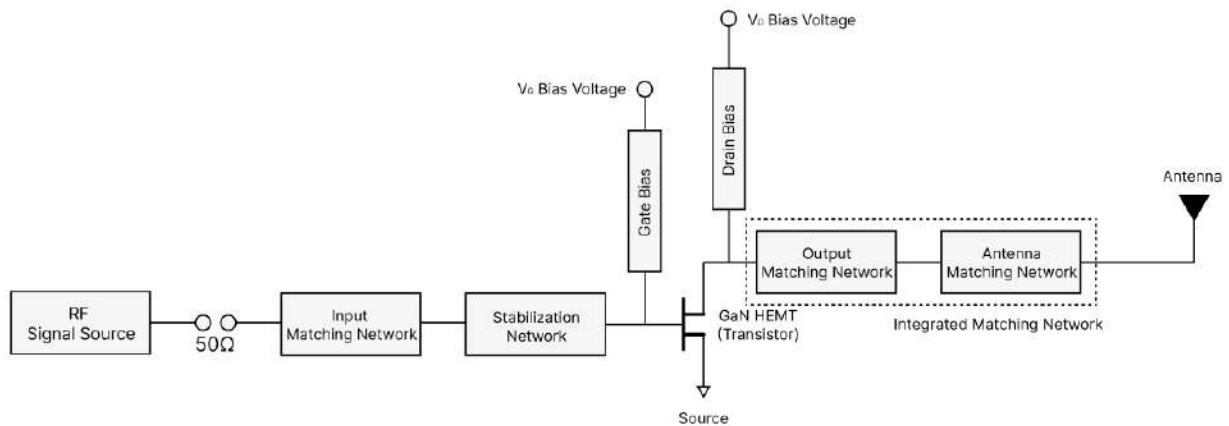 V_D Bias Voltage
V_G Bias Voltage
Drain Bias
Gate Bias
Antenna
Output
Matching Network
Antenna
Matching Network
RF
Signal Source
50Ω
Input
Matching Network
Stabilization
Network
GaN HEMT
(Transistor)
Integrated Matching Network
Source